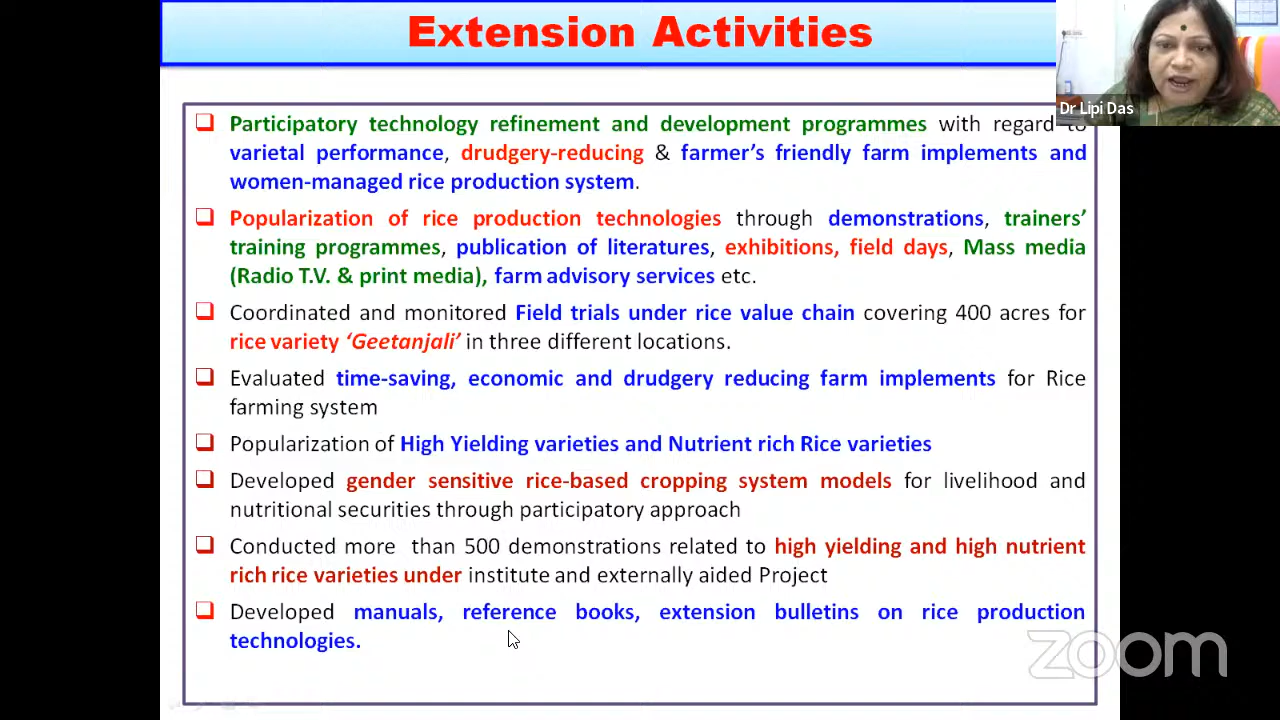 Extension Activities
Dr Lipi Das
Participatory technology refinement and development programmes with regard to
varietal performance, drudgery-reducing & farmer's friendly farm implements and
women-managed rice production system.
Popularization of rice production technologies through demonstrations, trainers'
training programmes, publication of literatures, exhibitions, field days, Mass media
(Radio T.V. & print media), farm advisory services etc.
Coordinated and monitored Field trials under rice value chain covering 400 acres for
rice variety 'Geetanjali' in three different locations.
Evaluated time-saving, economic and drudgery reducing farm implements for Rice
farming system
Popularization of High Yielding varieties and Nutrient rich Rice varieties
Developed gender sensitive rice-based cropping system models for livelihood and
nutritional securities through participatory approach
Conducted more than 500 demonstrations related to high yielding and high nutrient
rich rice varieties under institute and externally aided Project
Developed manuals, reference books, extension bulletins on rice production
technologies.
zoom